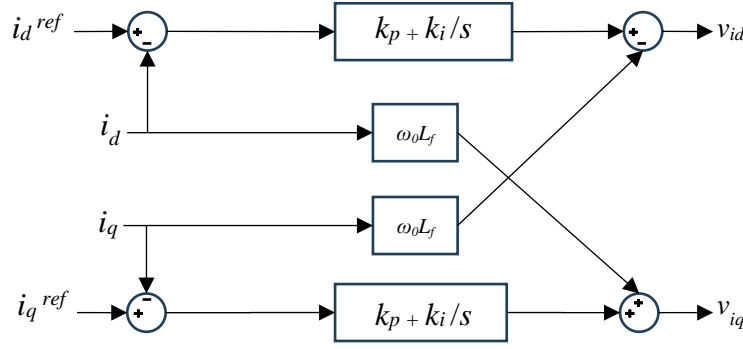 i_d^ref
+
−
k_p + k_i/s
+
−
v_id
i_d
ω_0L_f
i_q
ω_0L_f
i_q^ref
−
+
k_p + k_i/s
+
+
v_iq